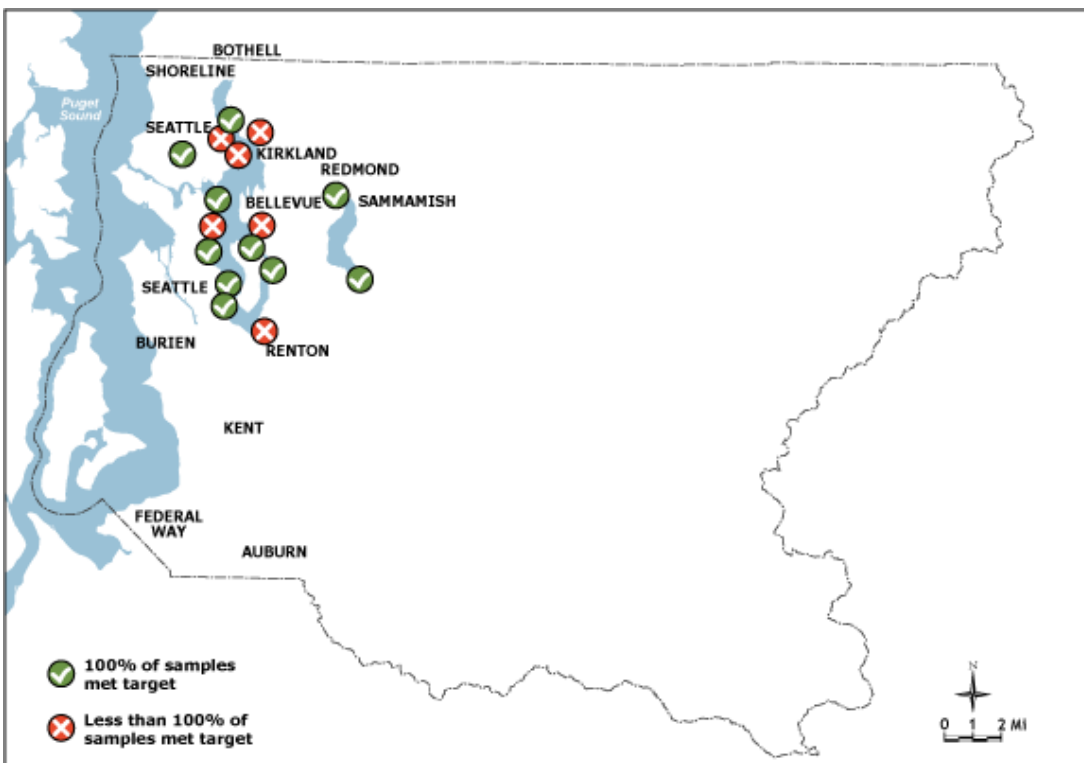 BOTHELL
SHORELINE
Puget
Sound
SEATTLE
KIRKLAND
REDMOND
BELLEVUE
SAMMAMISH
SEATTLE
BURIEN
RENTON
KENT
FEDERAL
WAY
AUBURN
100% of samples
met target
Less than 100% of
samples met target
N
0 1 2 MI